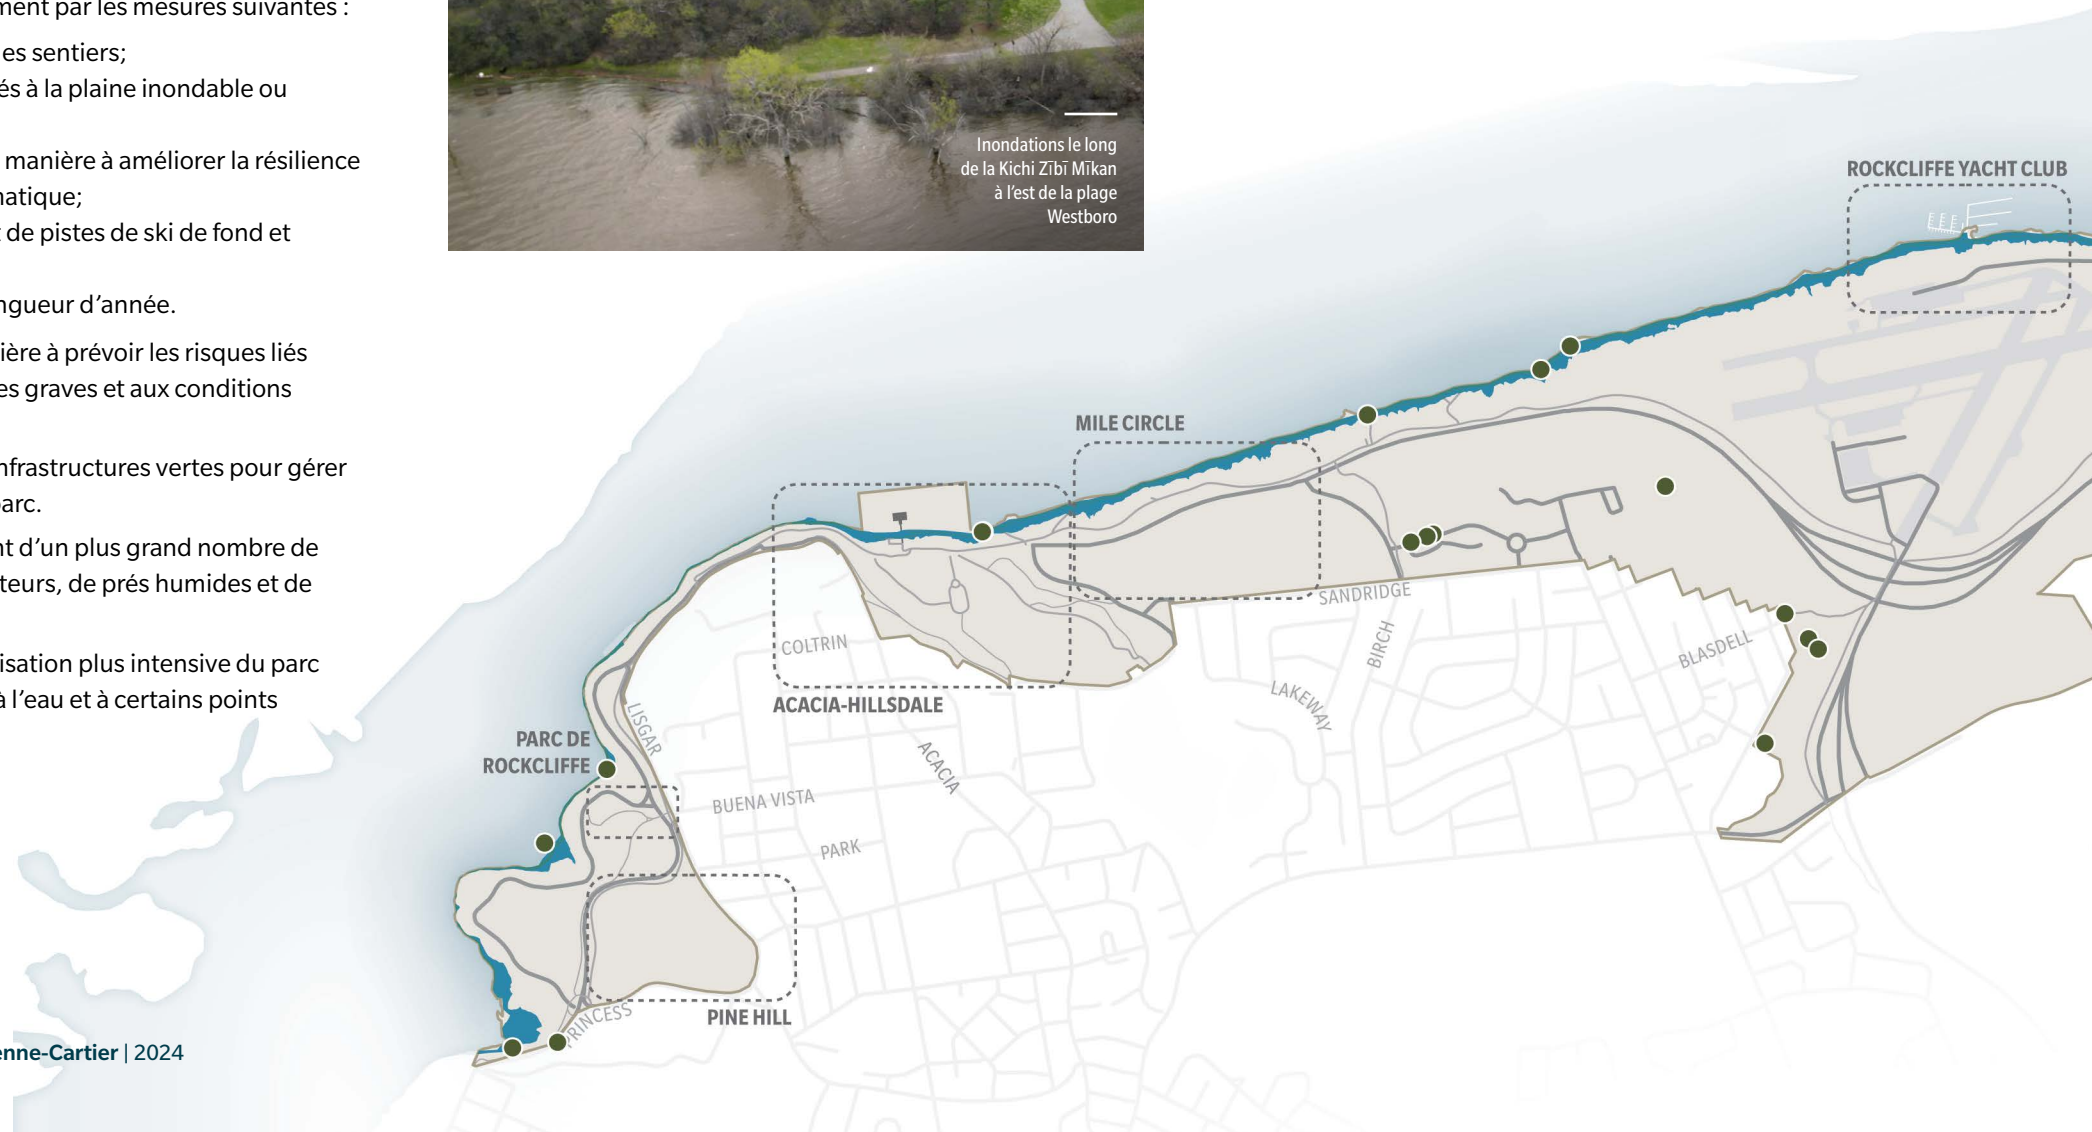 ment par les mesures suivantes :
es sentiers;
és à la plaine inondable ou
manière à améliorer la résilience
natique;
de pistes de ski de fond et
ngueur d’année.
ière à prévoir les risques liés
es graves et aux conditions
nfrastructures vertes pour gérer
parc.
nt d’un plus grand nombre de
teurs, de prés humides et de
isation plus intensive du parc
à l’eau et à certains points
enne-Cartier | 2024
Inondations le long
de la Kichi Zībī Mīkan
à l’est de la plage
Westboro
ROCKCLIFFE YACHT CLUB
MILE CIRCLE
SANDRIDGE
BIRCH
BLASDELL
COLTRIN
LAKEWAY
ACACIA-HILLSDALE
LISGAR
PARC DE
ROCKCLIFFE
ACACIA
BUENA VISTA
PARK
PRINCESS
PINE HILL